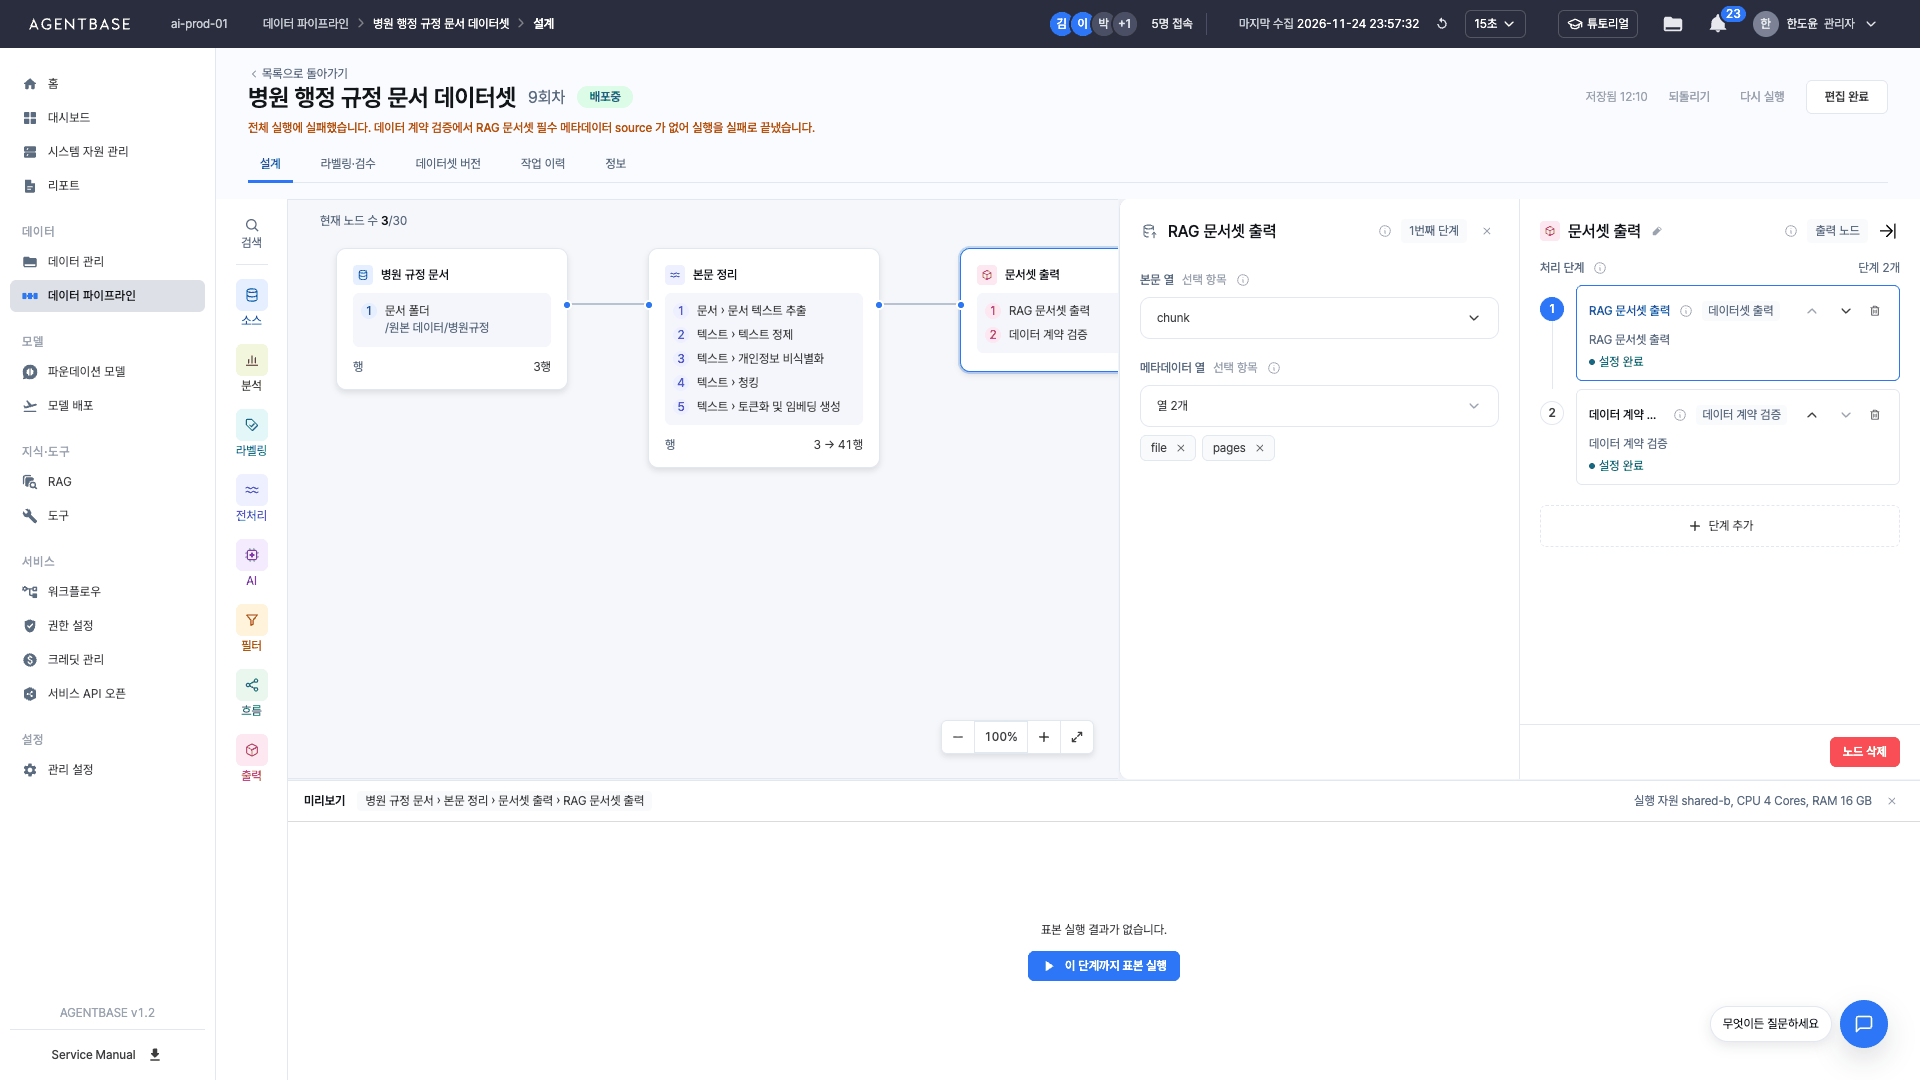 AGENTBASE
ai-prod-01
데이터 파이프라인 > 병원 행정 규정 문서 데이터셋 > 설계
김 이 박 +1 5명 접속
마지막 수집 2026-11-24 23:57:32
15초
튜토리얼
23
한 한도윤 관리자
홈
대시보드
시스템 자원 관리
리포트
데이터
데이터 관리
데이터 파이프라인
모델
파운데이션 모델
모델 배포
지식·도구
RAG
도구
서비스
워크플로우
권한 설정
크레딧 관리
서비스 API 오픈
설정
관리 설정
AGENTBASE v1.2
Service Manual
목록으로 돌아가기
병원 행정 규정 문서 데이터셋 9회차 배포중
전체 실행에 실패했습니다. 데이터 계약 검증에서 RAG 문서셋 필수 메타데이터 source 가 없어 실행을 실패로 끝냈습니다.
저장됨 12:10 되돌리기 다시 실행 편집 완료
설계 라벨링·검수 데이터셋 버전 작업 이력 정보
검색
소스
분석
라벨링
전처리
AI
필터
흐름
출력
현재 노드 수 3/30
병원 규정 문서
1 문서 폴더
/원본 데이터/병원규정
행 3행
본문 정리
1 문서 › 문서 텍스트 추출
2 텍스트 › 텍스트 정제
3 텍스트 › 개인정보 비식별화
4 텍스트 › 청킹
5 텍스트 › 토큰화 및 임베딩 생성
행 3 → 41행
문서셋 출력
1 RAG 문서셋 출력
2 데이터 계약 검증
100%
RAG 문서셋 출력 1번째 단계
본문 열 선택 항목
chunk
메타데이터 열 선택 항목
열 2개
file pages
문서셋 출력 출력 노드
처리 단계 단계 2개
1 RAG 문서셋 출력 데이터셋 출력
RAG 문서셋 출력
설정 완료
2 데이터 계약 ... 데이터 계약 검증
데이터 계약 검증
설정 완료
단계 추가
노드 삭제
미리보기 병원 규정 문서 › 본문 정리 › 문서셋 출력 › RAG 문서셋 출력
실행 자원 shared-b, CPU 4 Cores, RAM 16 GB
표본 실행 결과가 없습니다.
이 단계까지 표본 실행
무엇이든 질문하세요